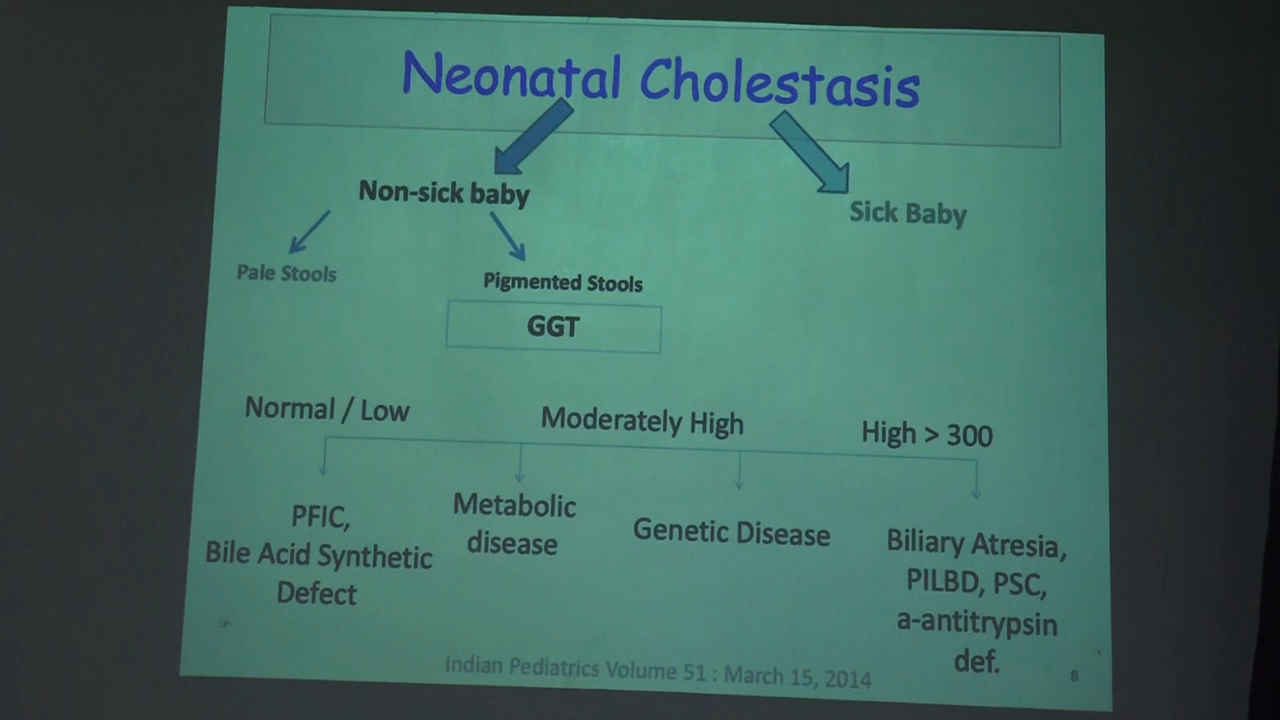 Neonatal Cholestasis
Non-sick baby
Sick Baby
Pale Stools
Pigmented Stools
GGT
Normal / Low
Moderately High
High > 300
PFIC,
Bile Acid Synthetic
Defect
Metabolic
disease
Genetic Disease
Biliary Atresia,
PILBD, PSC,
a-antitrypsin
def.
Indian Pediatrics Volume 51 : March 15, 2014
8